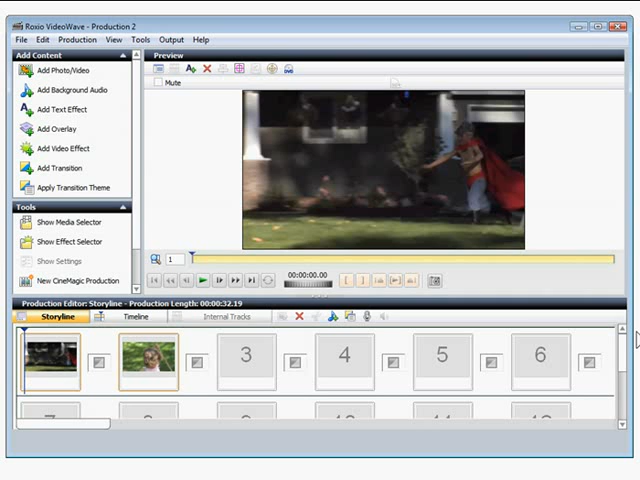 Roxio VideoWave - Production 2
File Edit Production View Tools Output Help
Add Content
Add Photo/Video
Add Background Audio
Add Text Effect
Add Overlay
Add Video Effect
Add Transition
Apply Transition Theme
Tools
Show Media Selector
Show Effect Selector
Show Settings
New CineMagic Production
Preview
Mute
1
00:00:00.00
Production Editor: Storyline - Production Length: 00:00:32.19
Storyline Timeline Internal Tracks
3 4 5 6